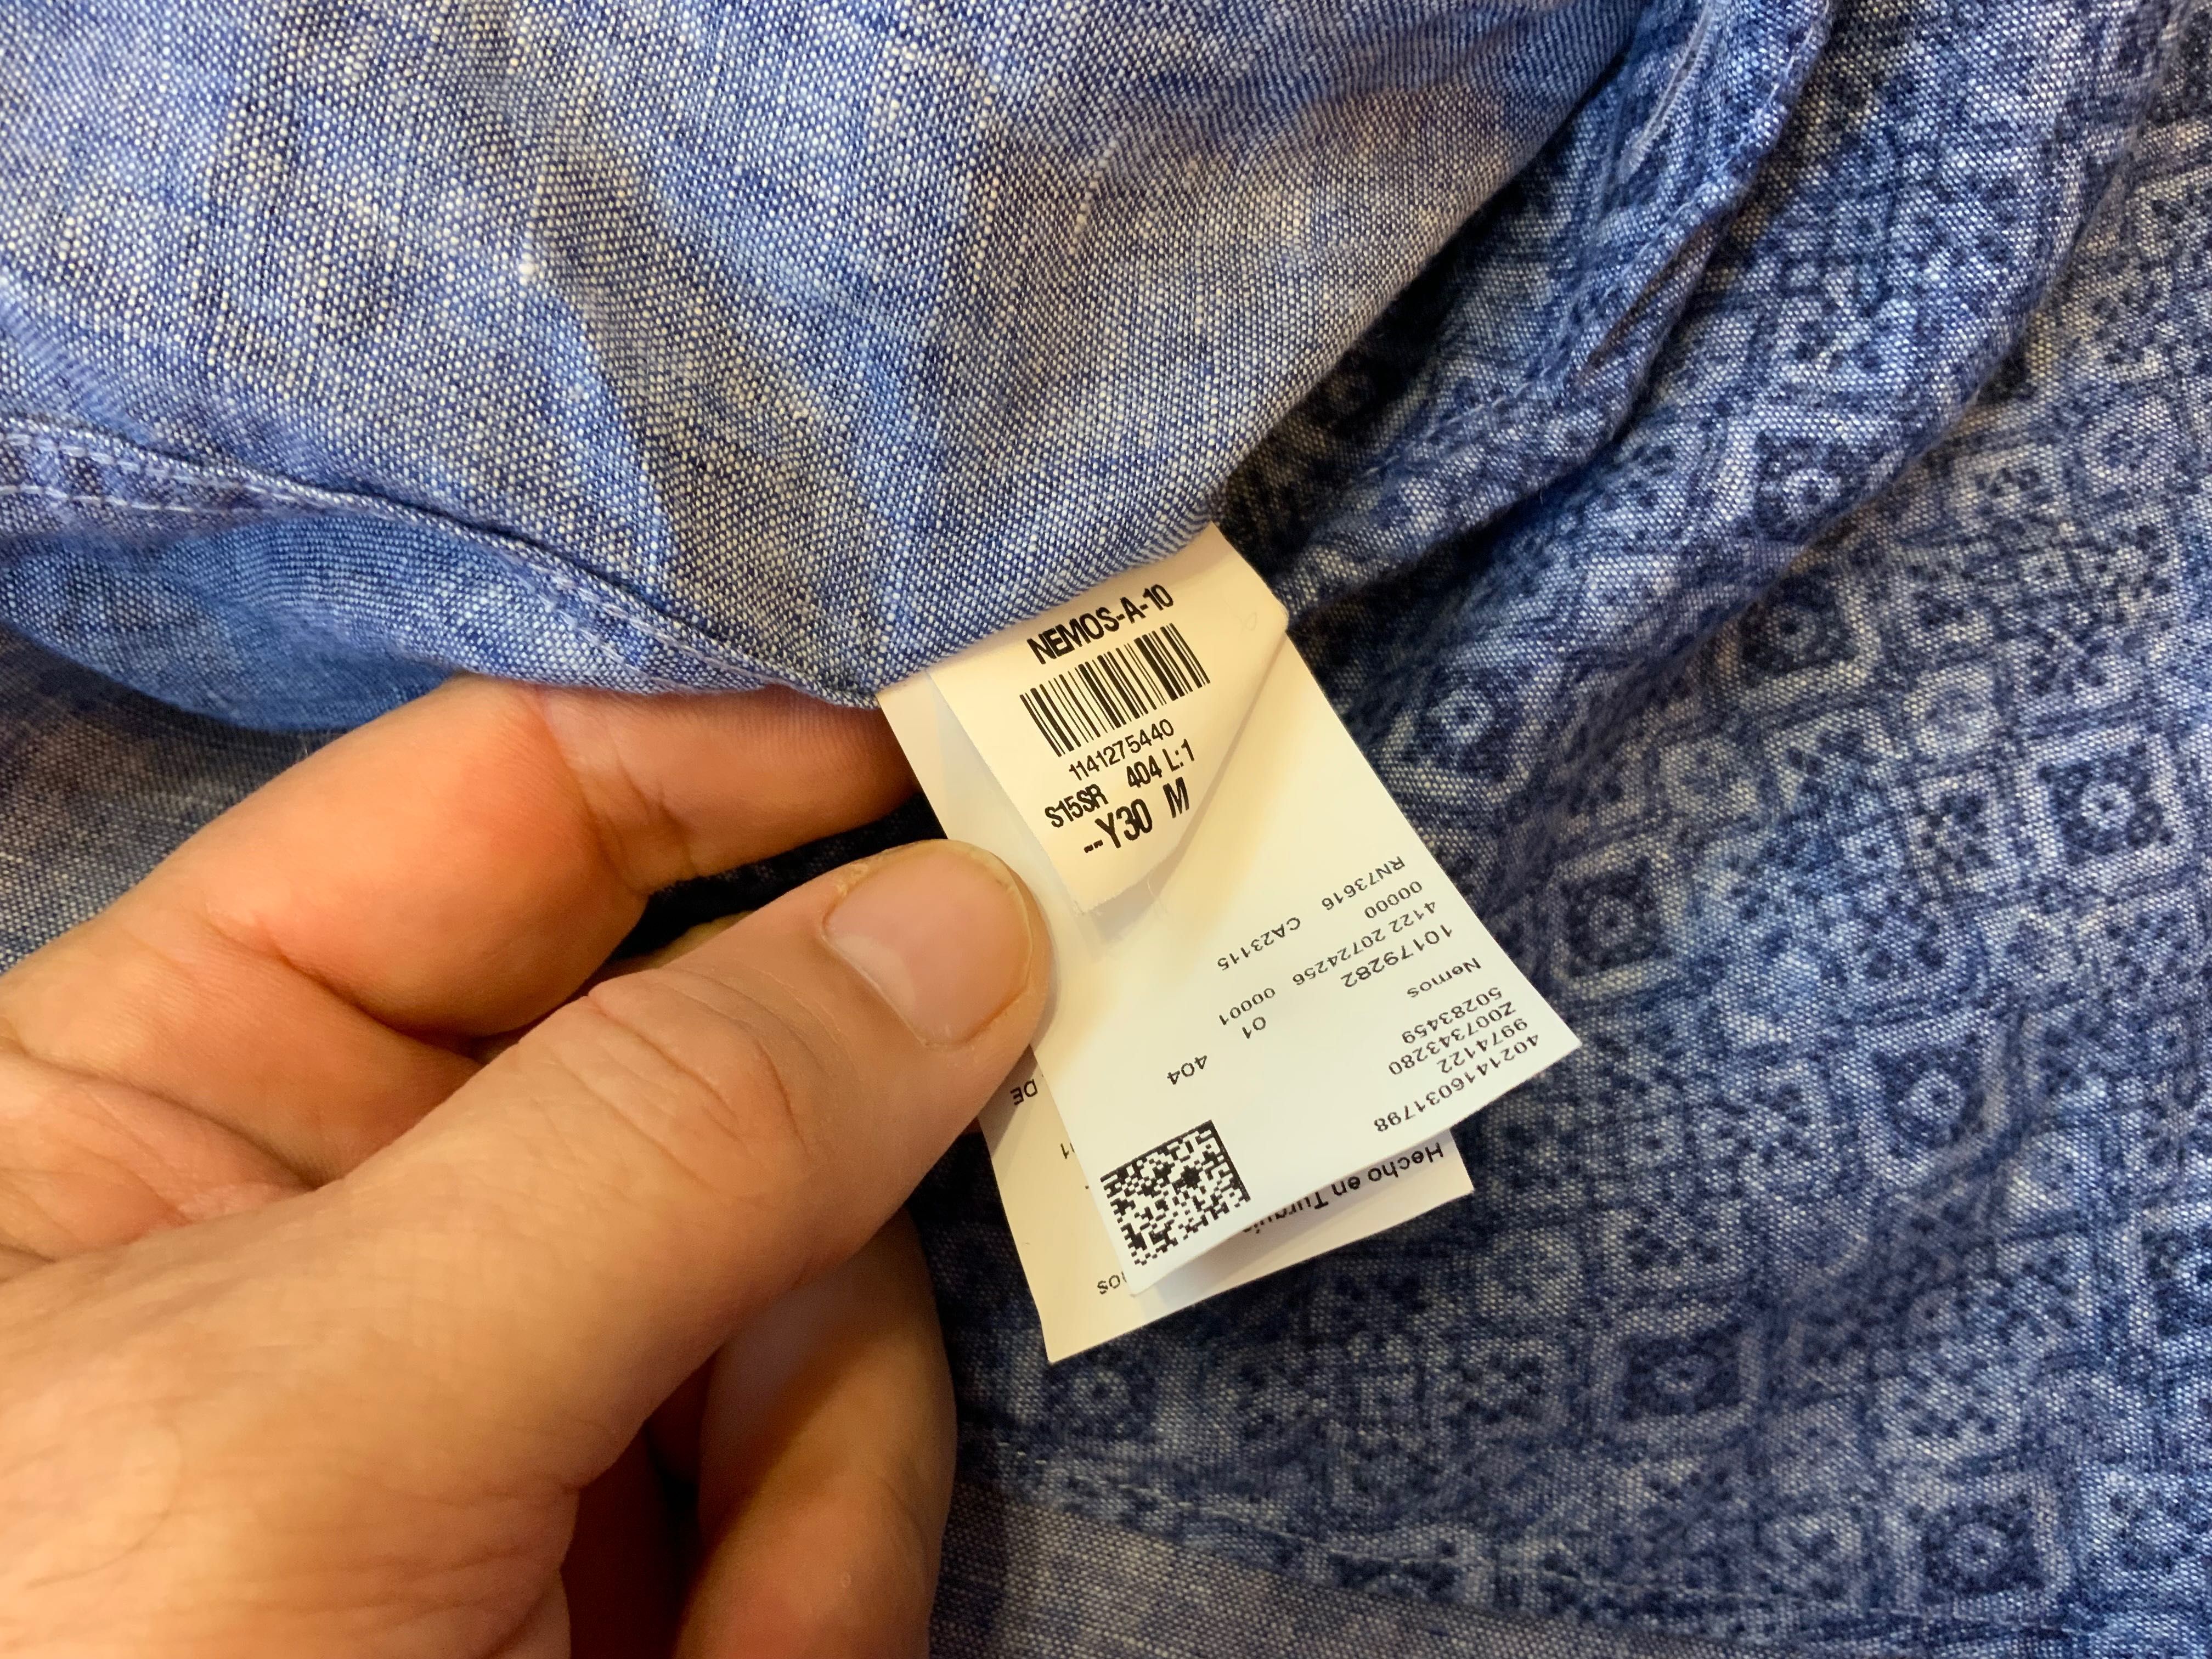 NEMOS-A-10
1141275440
S15SR 404 L:1
--Y30 M
4021416031798
99741122
Z007343280
50283459
Nemos 404
10179282 01
4122 20724256 00001
00000
RN73616 CA23115
Hecho en Turquía
DE